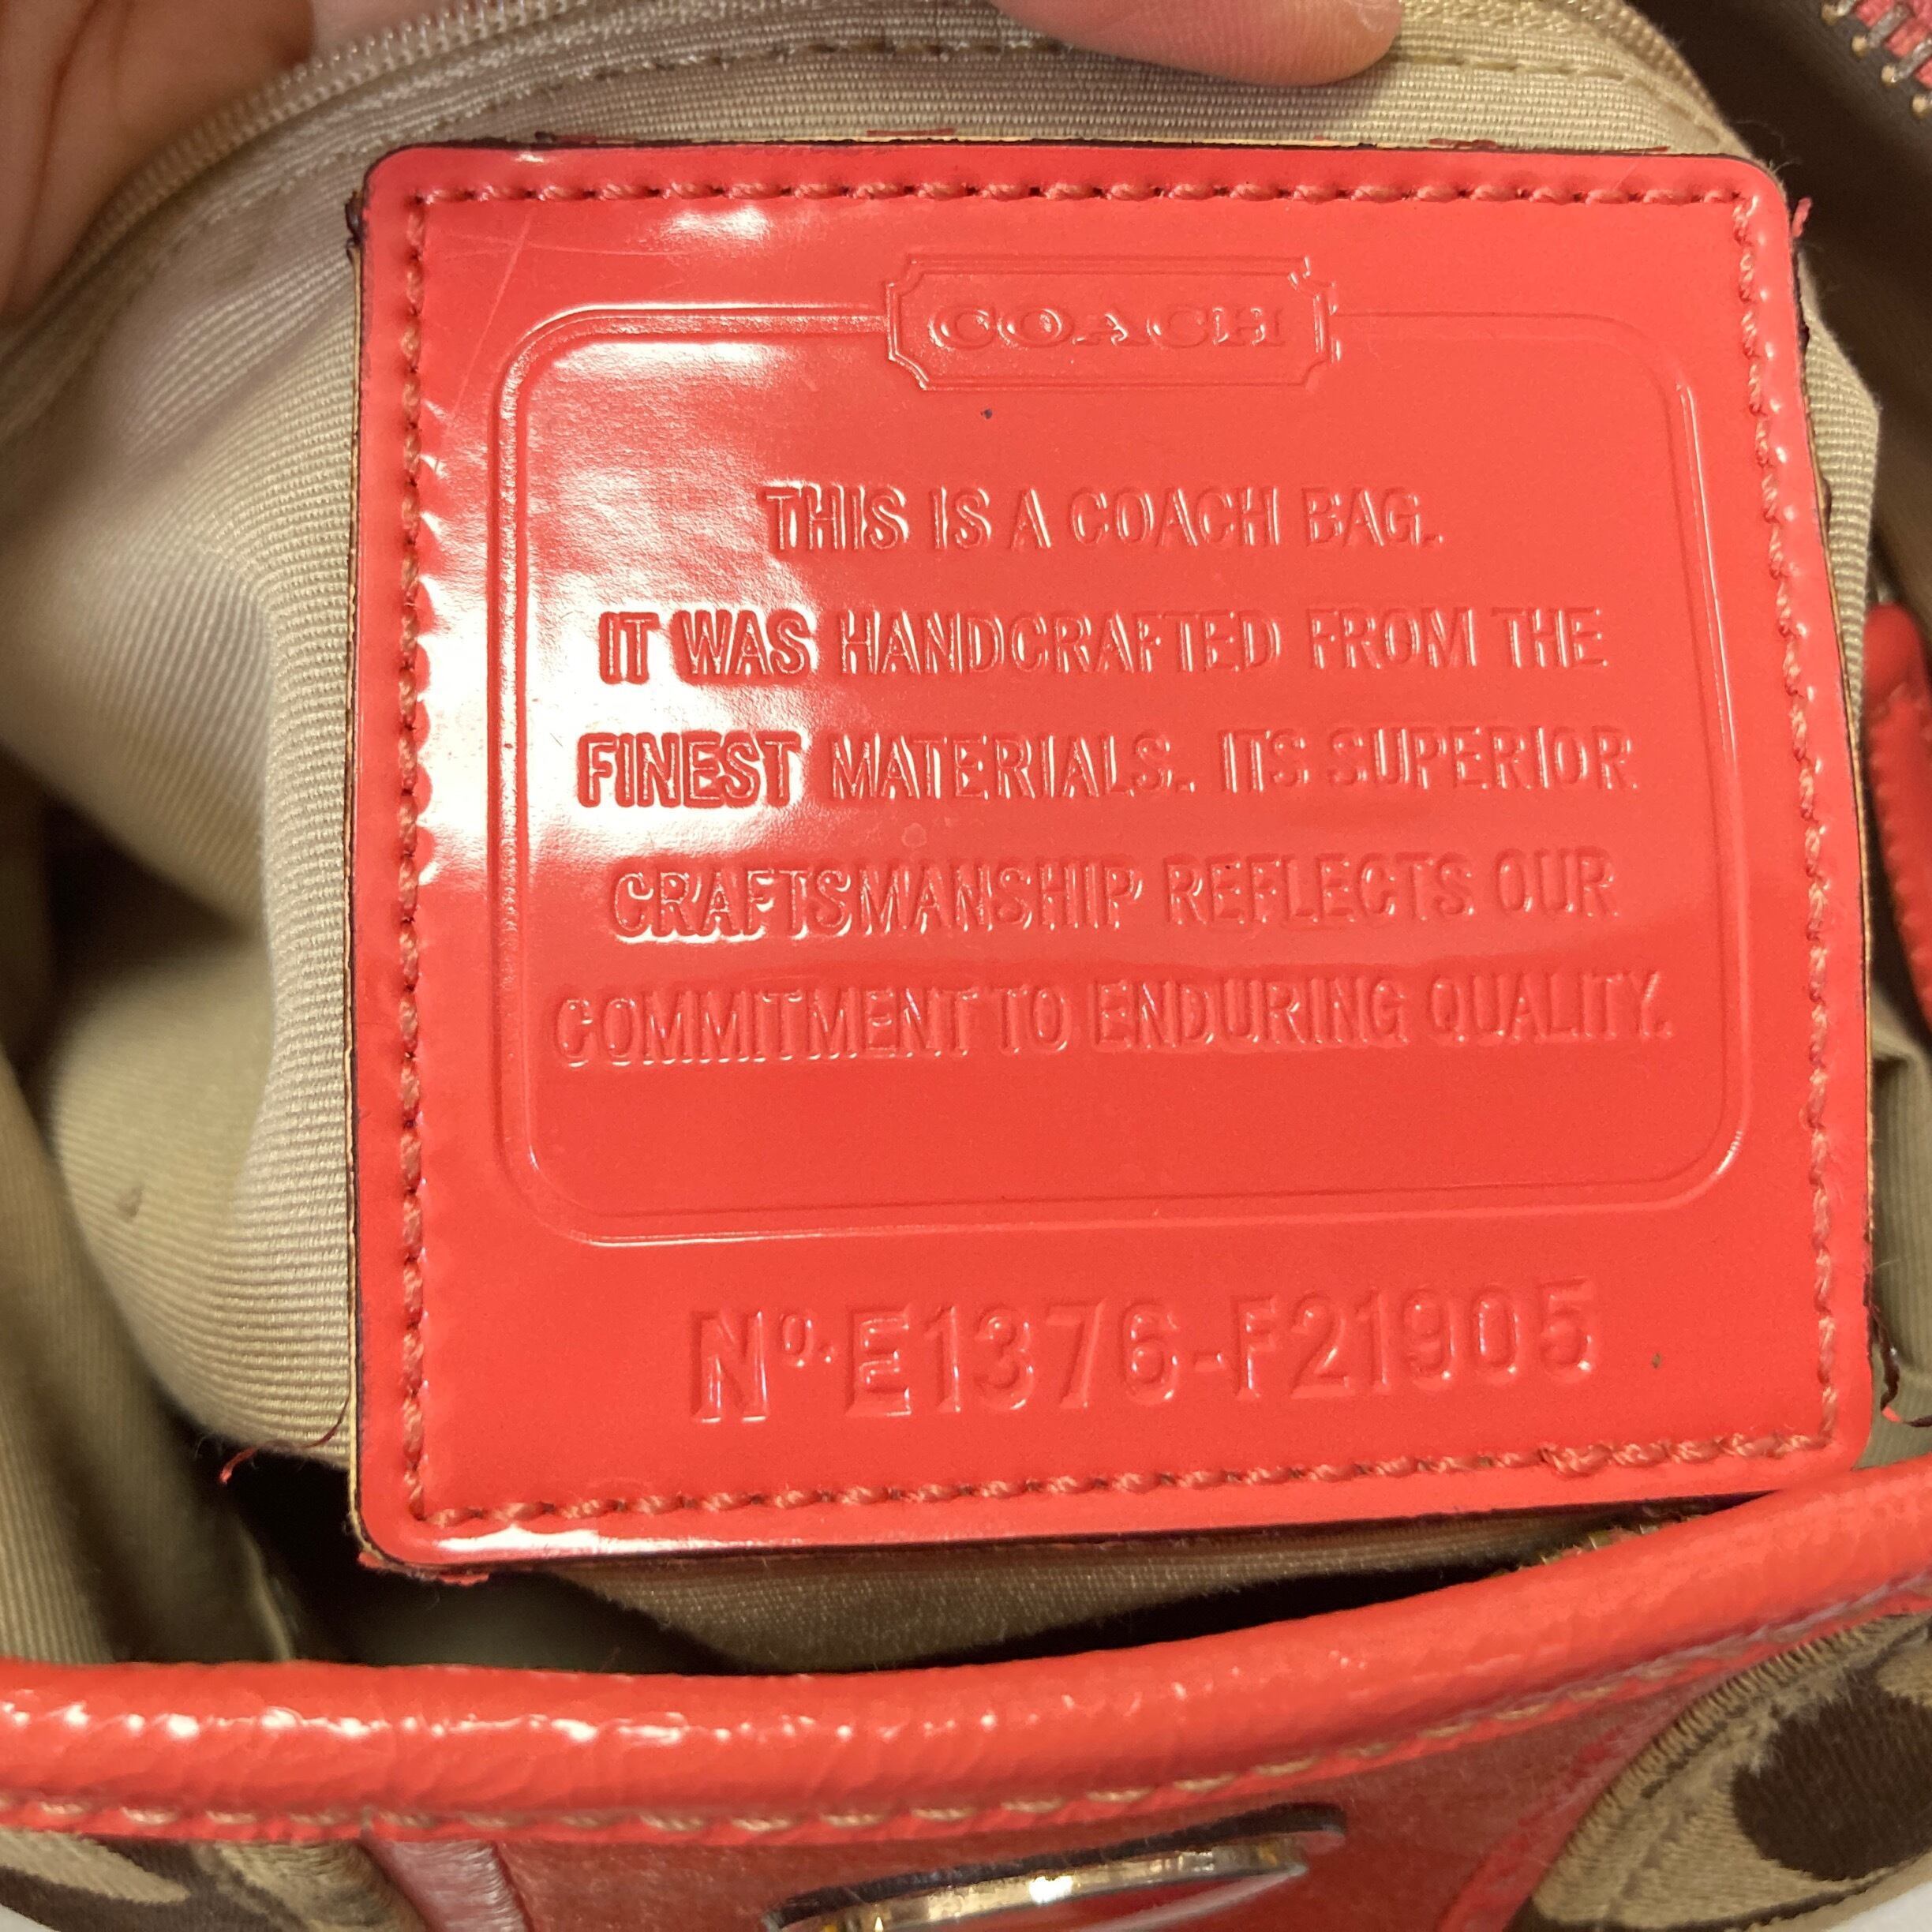 COACH
THIS IS A COACH BAG.
IT WAS HANDCRAFTED FROM THE
FINEST MATERIALS. ITS SUPERIOR
CRAFTSMANSHIP REFLECTS OUR
COMMITMENT TO ENDURING QUALITY.
Nº. E1376-F21905